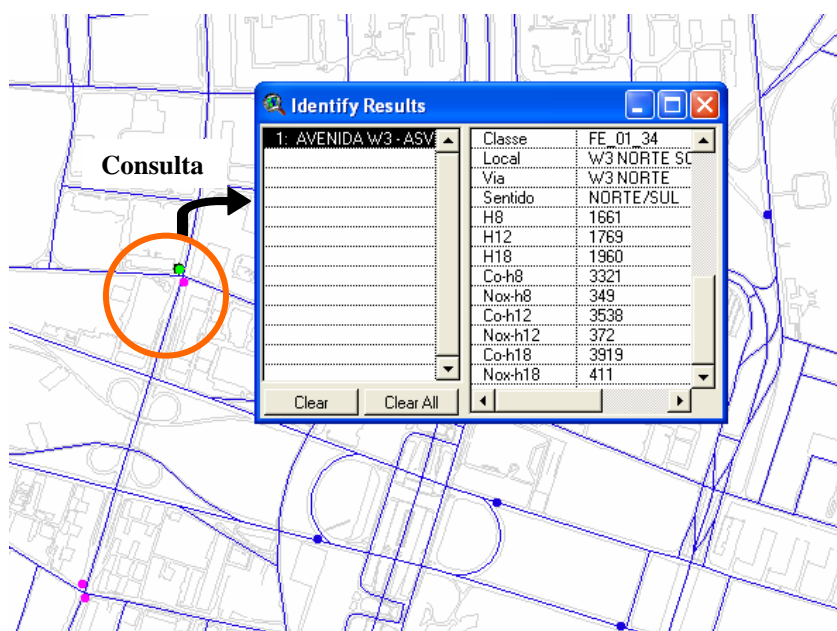 Identify Results
Consulta
1: AVENIDA W3 - ASV
Classe FE_01_34
Local W3 NORTE SC
Via W3 NORTE
Sentido NORTE/SUL
H8 1661
H12 1769
H18 1960
Co-h8 3321
Nox-h8 349
Co-h12 3538
Nox-h12 372
Co-h18 3919
Nox-h18 411
Clear Clear All